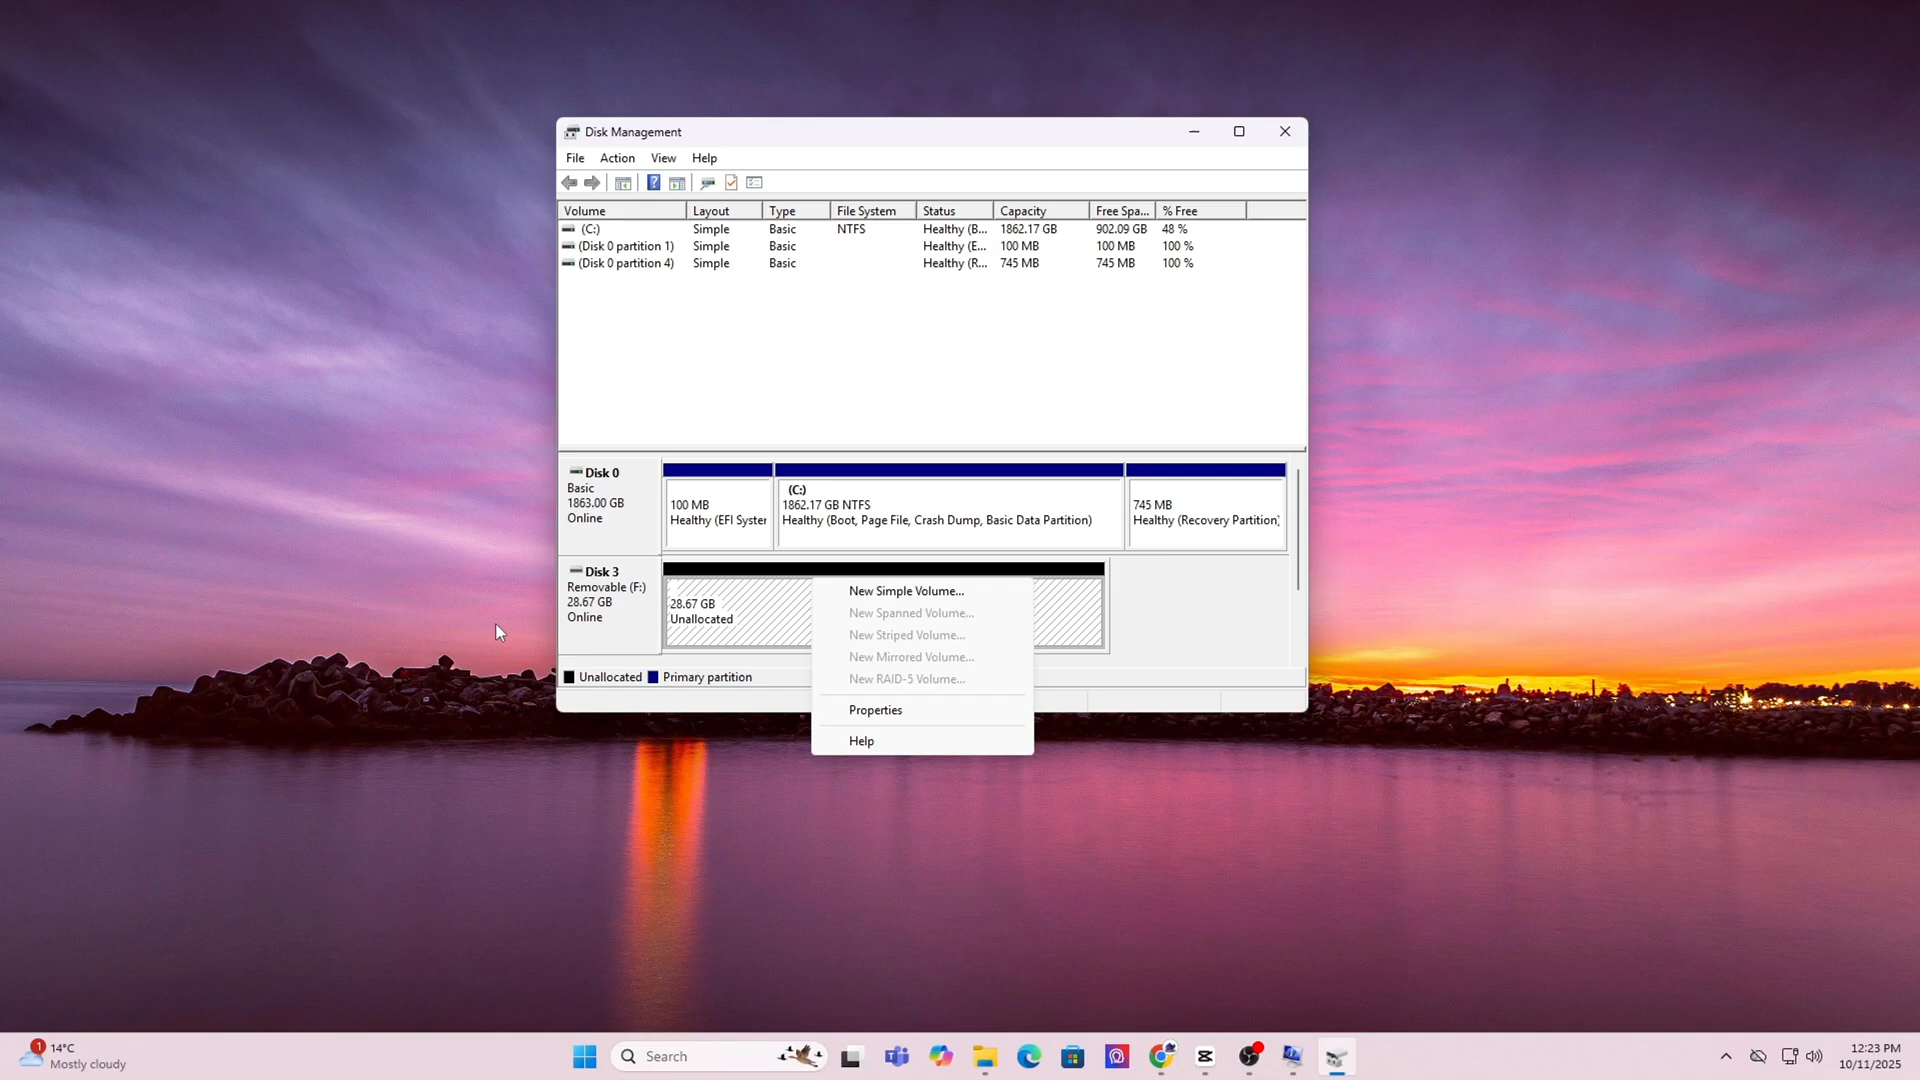 Disk Management
File Action View Help
Volume Layout Type File System Status Capacity Free Spa... % Free
(C:) Simple Basic NTFS Healthy (B... 1862.17 GB 902.09 GB 48 %
(Disk 0 partition 1) Simple Basic Healthy (E... 100 MB 100 MB 100 %
(Disk 0 partition 4) Simple Basic Healthy (R... 745 MB 745 MB 100 %
Disk 0
Basic
1863.00 GB
Online
100 MB
Healthy (EFI Syster
(C:)
1862.17 GB NTFS
Healthy (Boot, Page File, Crash Dump, Basic Data Partition)
745 MB
Healthy (Recovery Partition)
Disk 3
Removable (F:)
28.67 GB
Online
28.67 GB
Unallocated
New Simple Volume...
New Spanned Volume...
New Striped Volume...
New Mirrored Volume...
New RAID-5 Volume...
Properties
Help
Unallocated Primary partition
1
14°C
Mostly cloudy
Search
12:23 PM
10/11/2025